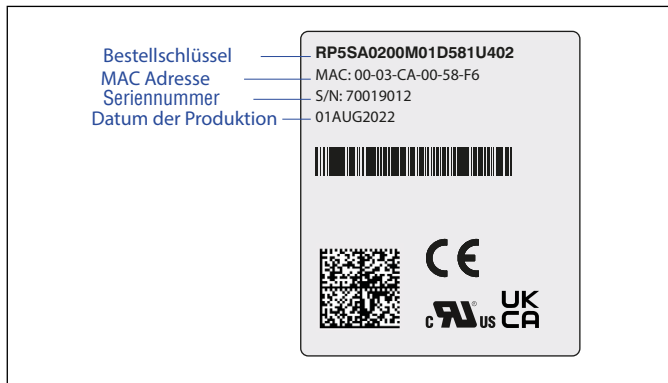 Bestellschlüssel RP5SA0200M01D581U402
MAC Adresse MAC: 00-03-CA-00-58-F6
Seriennummer S/N: 70019012
Datum der Produktion 01AUG2022
CE
c RU ® US UK
CA